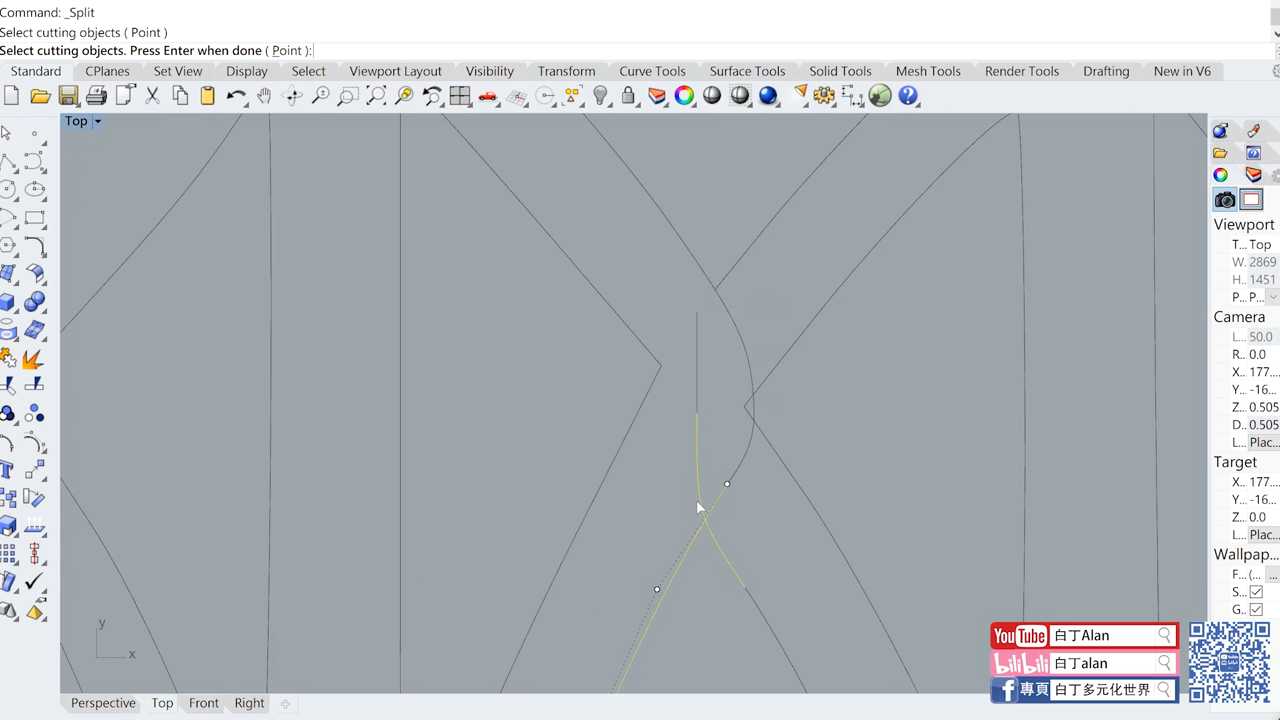 Command: _Split
Select cutting objects ( Point )
Select cutting objects. Press Enter when done ( Point ):
Standard CPlanes Set View Display Select Viewport Layout Visibility Transform Curve Tools Surface Tools Solid Tools Mesh Tools Render Tools Drafting New in V6
Top
Viewport
T... Top
W. 2869
H... 1451
P... P...
Camera
L... 50.0
R... 0.0
X... 177....
Y... -16...
Z... 0.507
D.. 0.505
L... Plac...
Target
X... 177....
Y... -16...
Z... 0.0
L... Plac...
Wallpap...
F... (... ...
S...
G...
y
x
YouTube 白丁Alan
bilibili 白丁alan
f 專頁 白丁多元化世界
Perspective Top Front Right